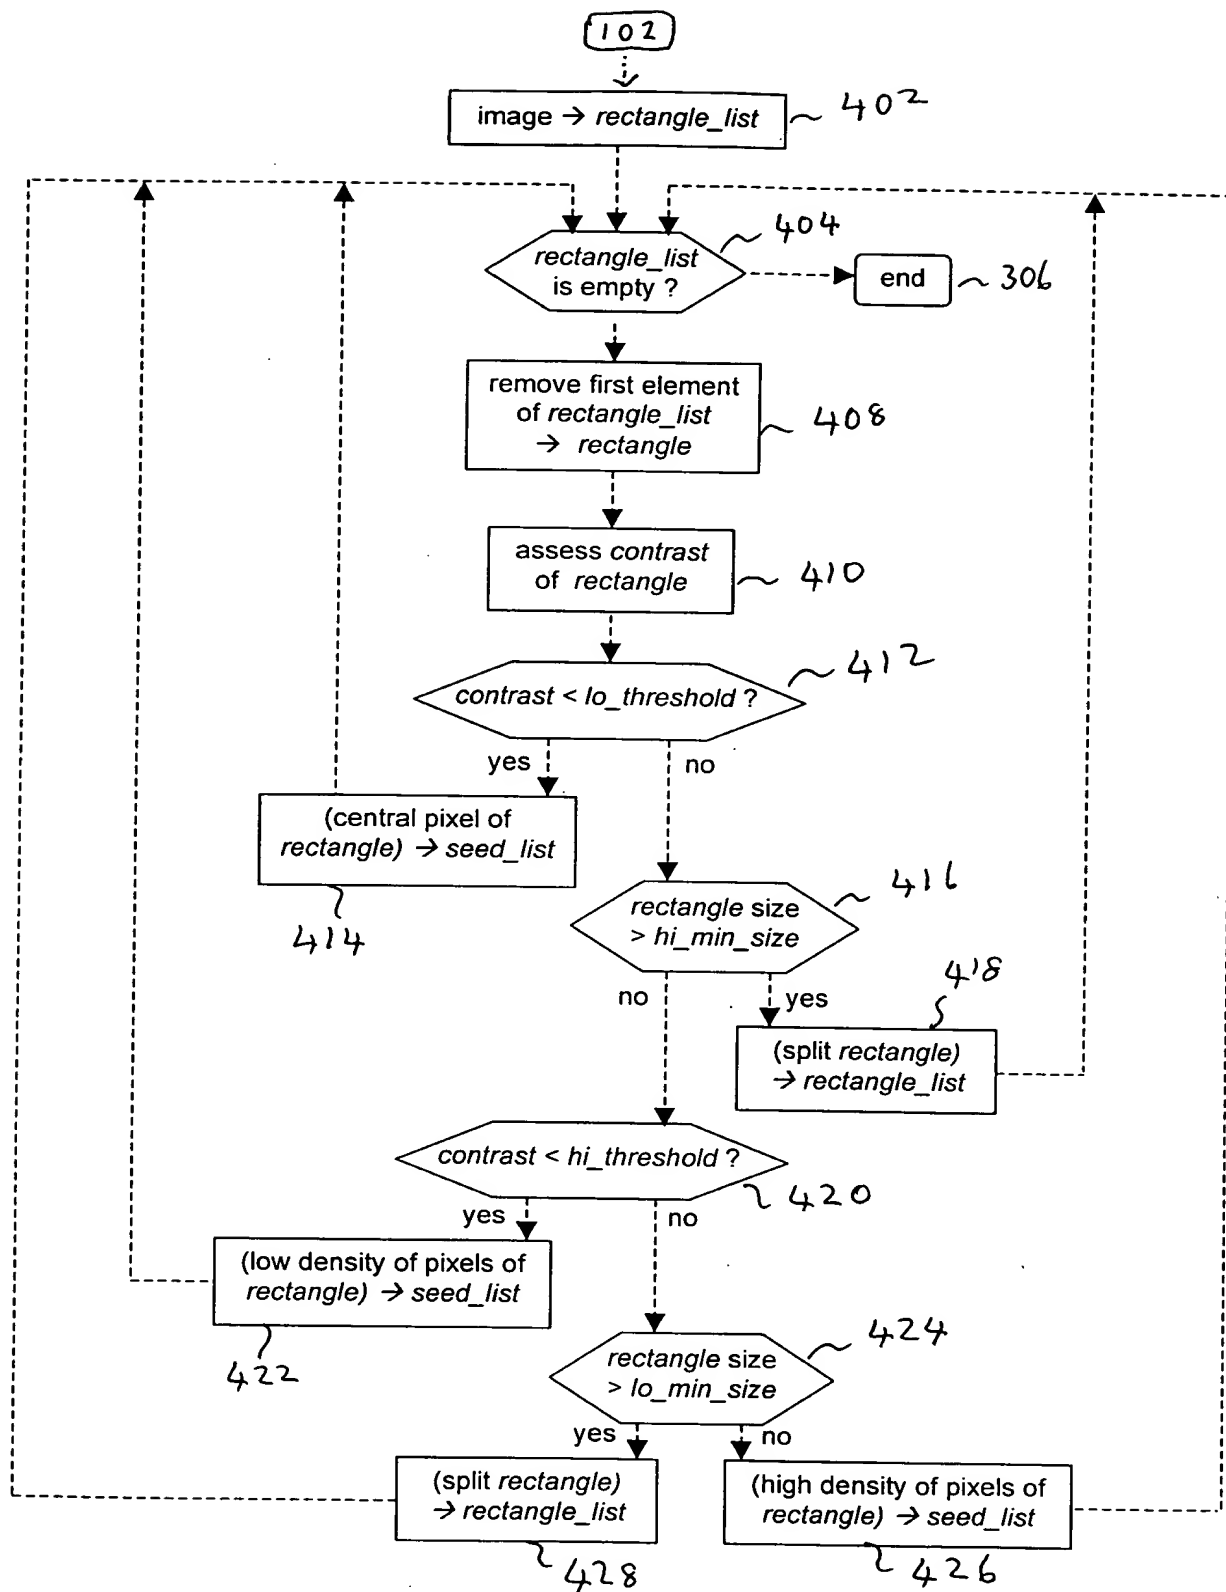 102
image → rectangle_list
402
404
rectangle_list
is empty ?
end
306
remove first element
of rectangle_list
→ rectangle
408
assess contrast
of rectangle
410
412
contrast < lo_threshold ?
yes
no
(central pixel of
rectangle) → seed_list
414
416
rectangle size
> hi_min_size
no
yes
418
(split rectangle)
→ rectangle_list
contrast < hi_threshold ?
420
yes
no
(low density of pixels of
rectangle) → seed_list
422
424
rectangle size
> lo_min_size
yes
no
(split rectangle)
→ rectangle_list
(high density of pixels of
rectangle) → seed_list
428
426